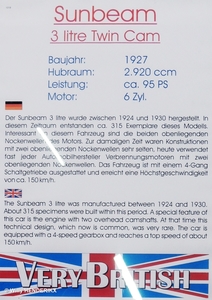 Sunbeam
3 litre Twin Cam
Baujahr: 1927
Hubraum: 2.920 ccm
Leistung: ca. 95 PS
Motor: 6 Zyl.
Der Sunbeam 3 litre wurde zwischen 1924 und 1930 hergestellt. In
diesem Zeitraum entstanden ca. 315 Exemplare dieses Modells.
Interessant an diesem Fahrzeug sind die beiden obenliegenden
Nockenwellen des Motors. Zur damaligen Zeit waren Konstruktionen
mit zwei obenliegenden Nockenwellen sehr selten. Heute verwendet
fast jeder Automobilhersteller Verbrennungsmotoren mit zwei
obenliegenden Nockenwellen. Das Fahrzeug ist mit einem 4-Gang
Schaltgetriebe ausgestattet und erreicht eine Höchstgeschwindigkeit
von ca. 150 km/h.
The Sunbeam 3 litre was manufactured between 1924 and 1930.
About 315 specimens were built within this period. A special feature of
this car is the engine with two overhead camshafts. At that time this
technical design, which now is common, was very rare. The car is
equipped with a 4-speed gearbox and reaches a top speed of about
150 km/h.
VERY BRITISH